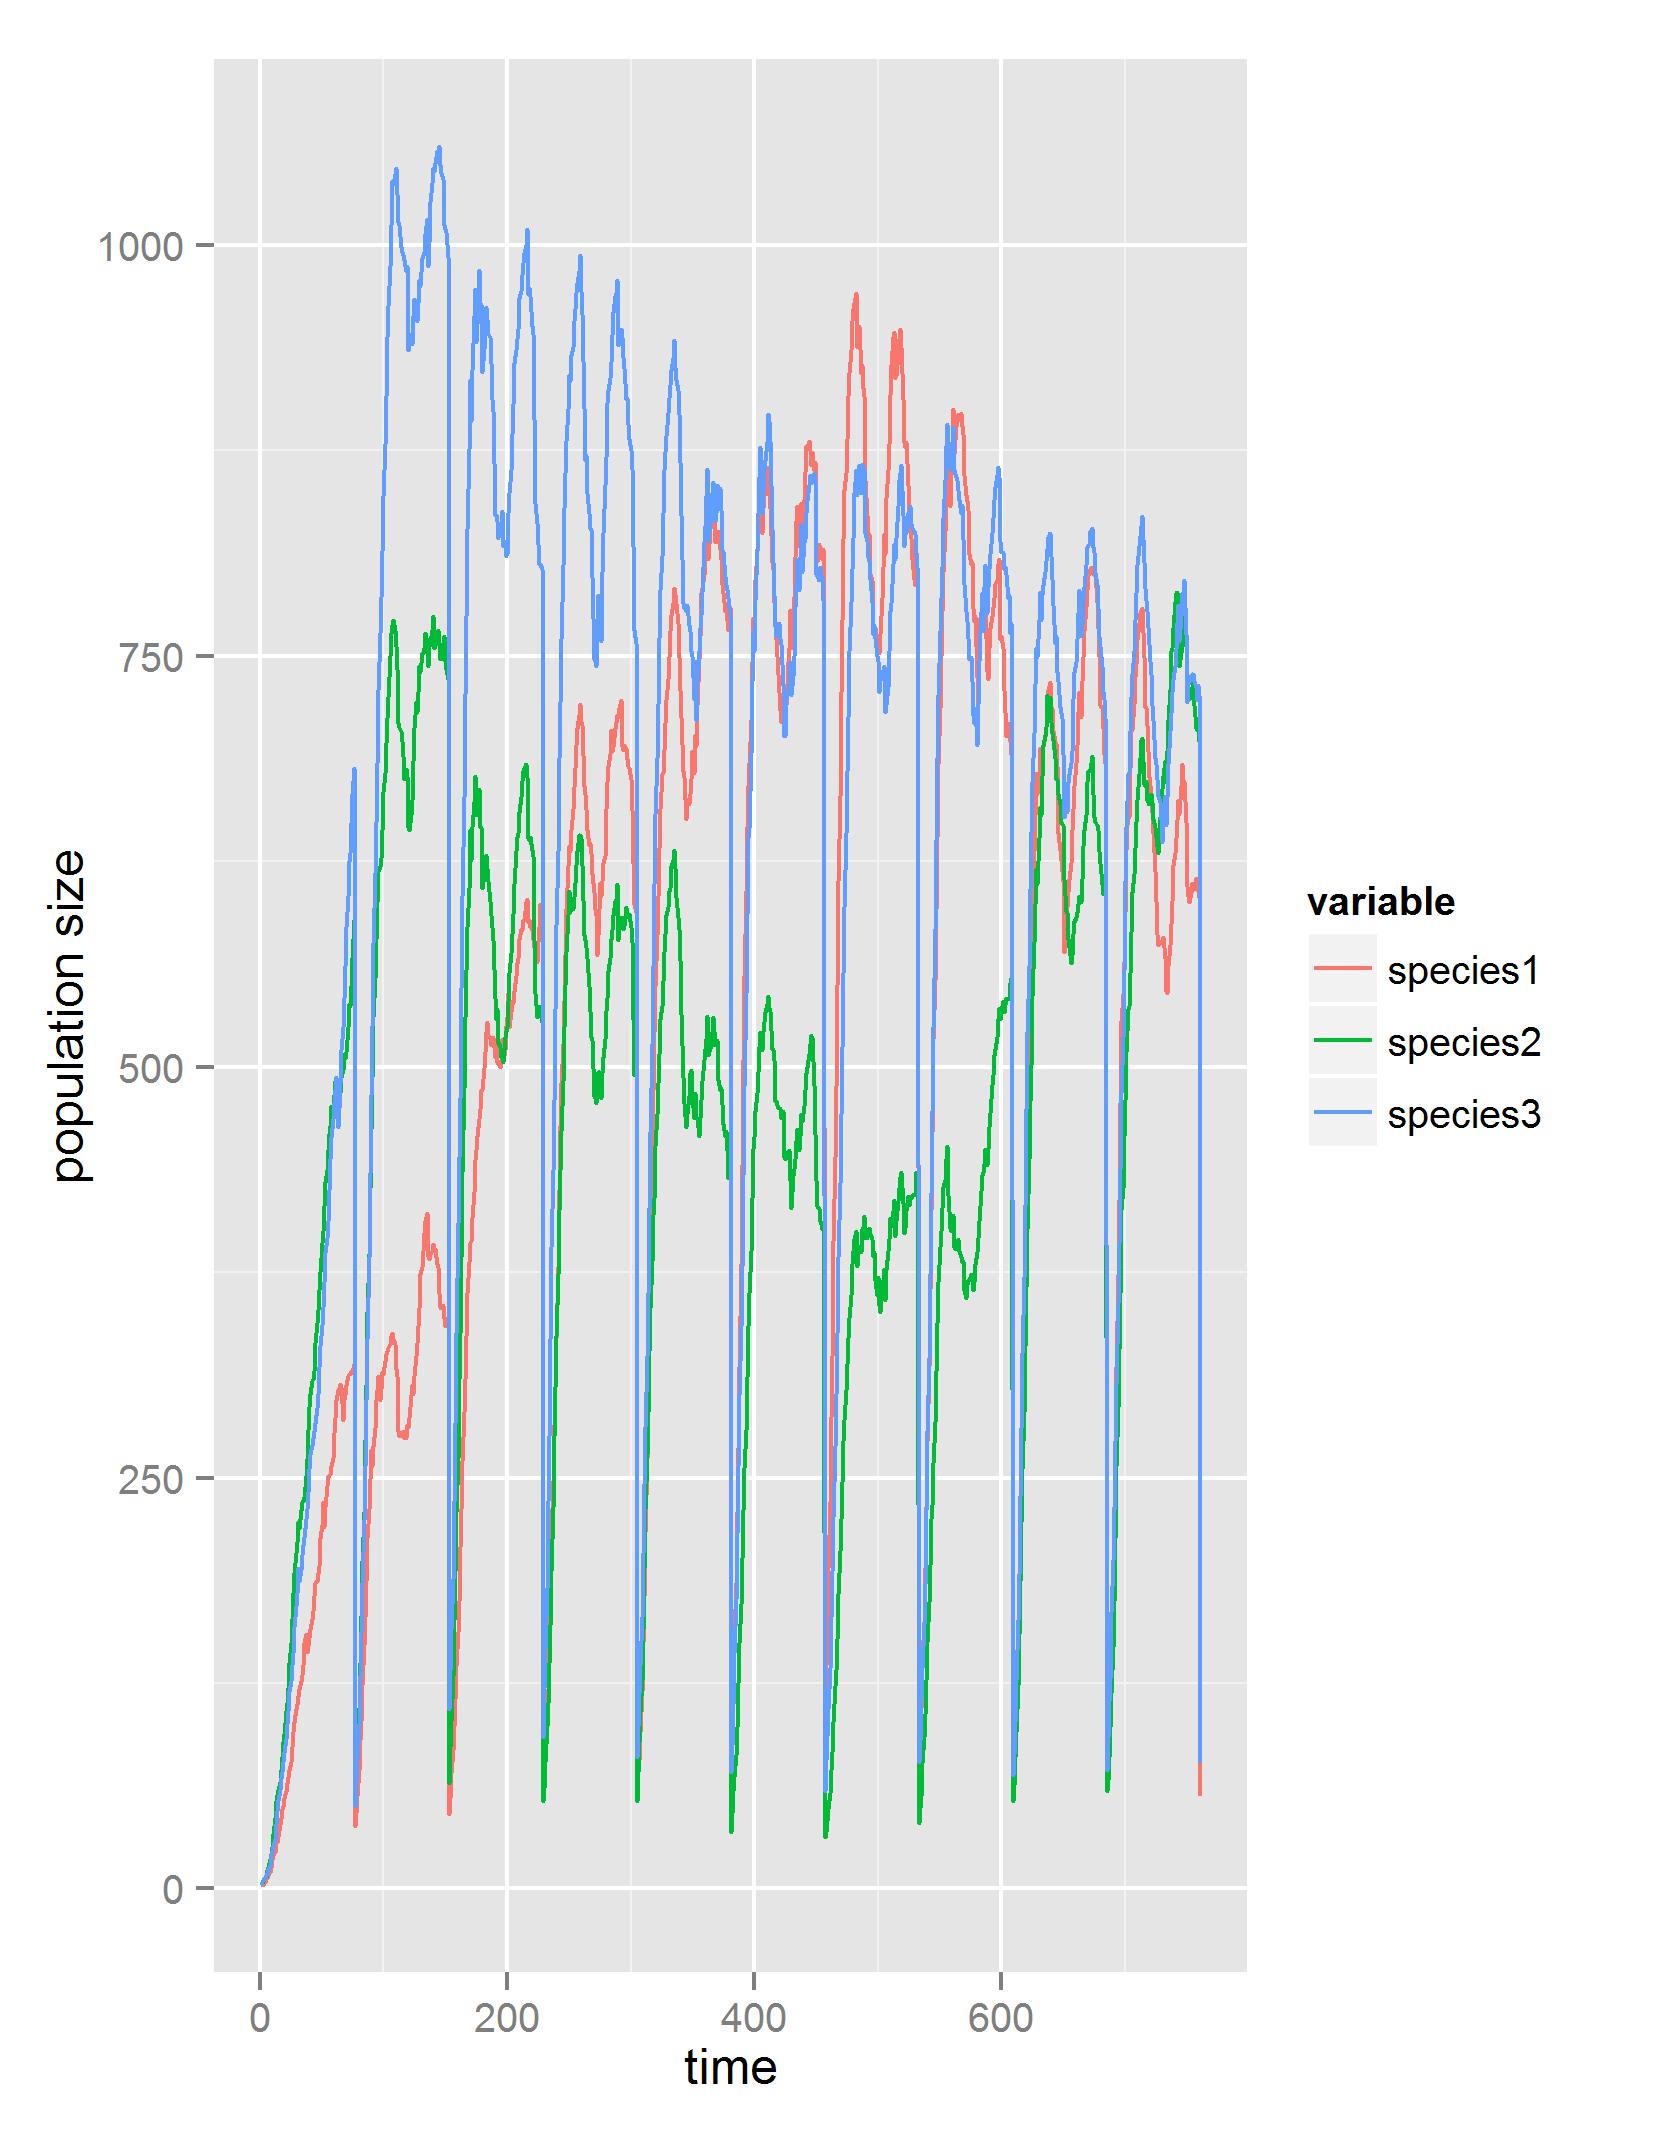 population size
1000
750
500
250
0
0 200 400 600
time
variable
species1
species2
species3